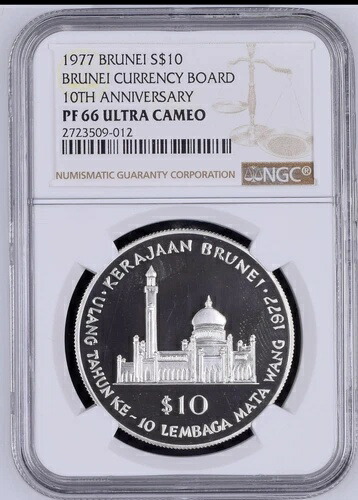 1977 BRUNEI S$10
BRUNEI CURRENCY BOARD
10TH ANNIVERSARY
PF 66 ULTRA CAMEO
2723509-012
NUMISMATIC GUARANTY CORPORATION
NGC®
KERAJAAN BRUNEI · 1977 ·
ULANG TAHUN KE-10 LEMBAGA MATA WANG
$10